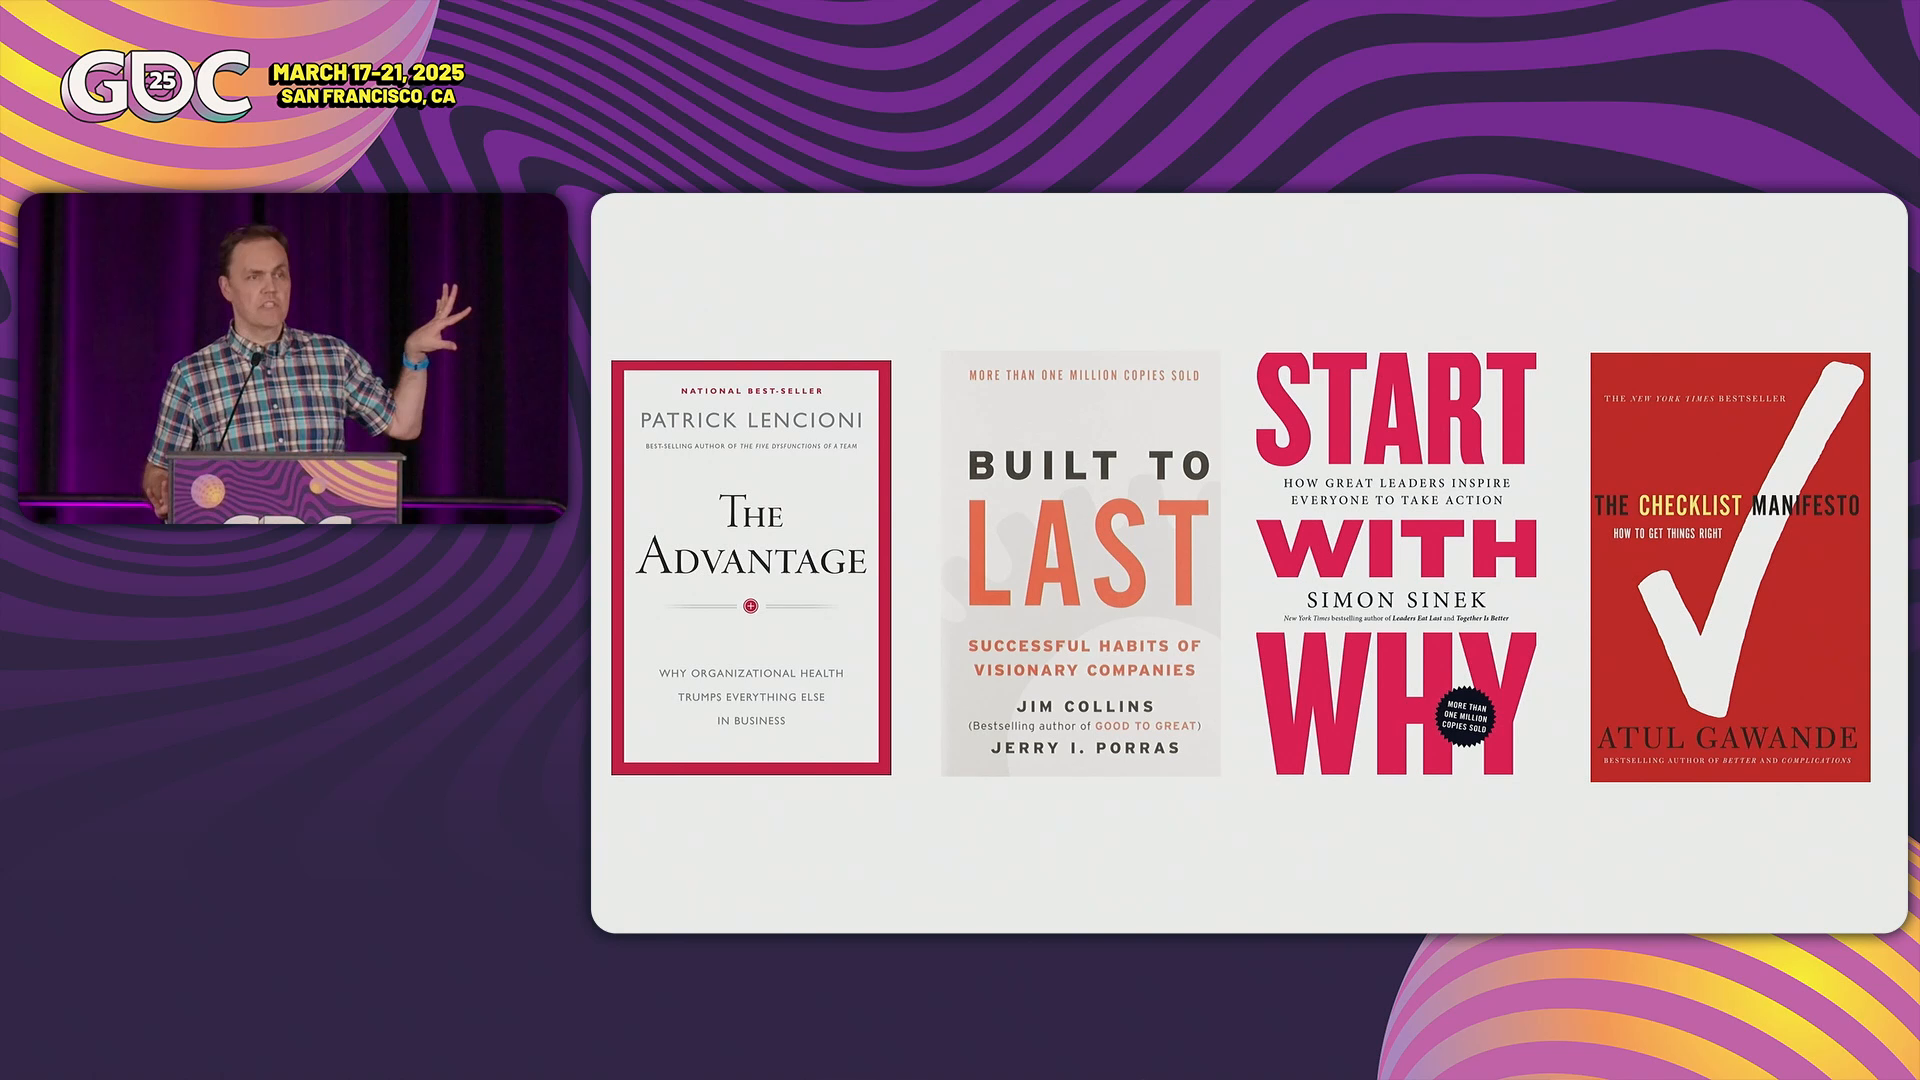 GDC
25
MARCH 17-21, 2025
SAN FRANCISCO, CA
GDC
NATIONAL BEST-SELLER
PATRICK LENCIONI
BEST-SELLING AUTHOR OF THE FIVE DYSFUNCTIONS OF A TEAM
THE
ADVANTAGE
WHY ORGANIZATIONAL HEALTH
TRUMPS EVERYTHING ELSE
IN BUSINESS
MORE THAN ONE MILLION COPIES SOLD
BUILT TO
LAST
SUCCESSFUL HABITS OF
VISIONARY COMPANIES
JIM COLLINS
(Bestselling author of GOOD TO GREAT)
JERRY I. PORRAS
START
HOW GREAT LEADERS INSPIRE
EVERYONE TO TAKE ACTION
WITH
SIMON SINEK
New York Times bestselling author of Leaders Eat Last and Together Is Better
WHY
MORE THAN
ONE MILLION
COPIES SOLD
THE NEW YORK TIMES BESTSELLER
THE CHECKLIST MANIFESTO
HOW TO GET THINGS RIGHT
ATUL GAWANDE
BESTSELLING AUTHOR OF BETTER AND COMPLICATIONS